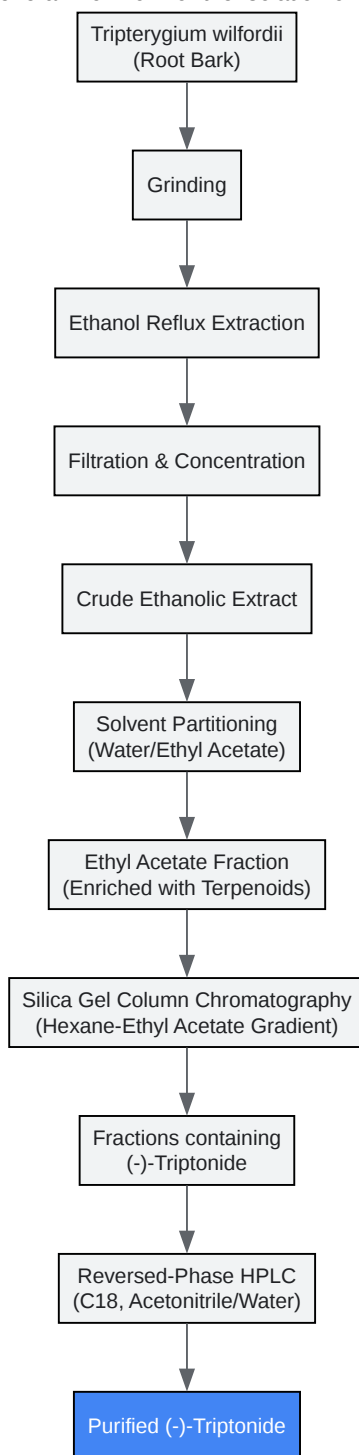 Tripterygium wilfordii
(Root Bark)
Grinding
Ethanol Reflux Extraction
Filtration & Concentration
Crude Ethanolic Extract
Solvent Partitioning
(Water/Ethyl Acetate)
Ethyl Acetate Fraction
(Enriched with Terpenoids)
Silica Gel Column Chromatography
(Hexane-Ethyl Acetate Gradient)
Fractions containing
(-)-Triptonide
Reversed-Phase HPLC
(C18, Acetonitrile/Water)
Purified (-)-Triptonide